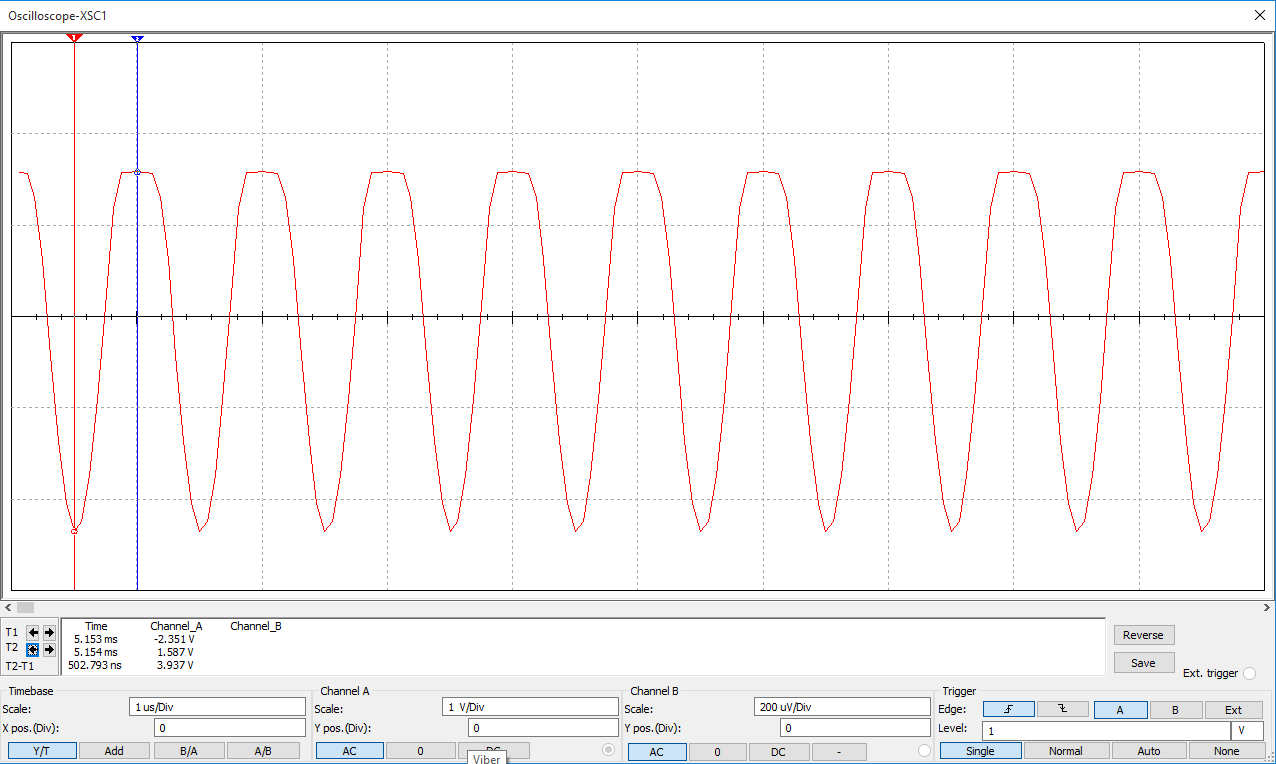 Oscilloscope-XSC1
1 2
Time Channel_A Channel_B
T1 5.153 ms -2.351 V
T2 5.154 ms 1.587 V
T2-T1 502.793 ns 3.937 V
Reverse
Save
Ext. trigger
Timebase
Scale: 1 us/Div
X pos.(Div): 0
Y/T Add B/A A/B
Channel A
Scale: 1 V/Div
Y pos.(Div): 0
AC 0
Viber
Channel B
Scale: 200 uV/Div
Y pos.(Div): 0
AC 0 DC -
Trigger
Edge: A B Ext
Level: 1 V
Single Normal Auto None